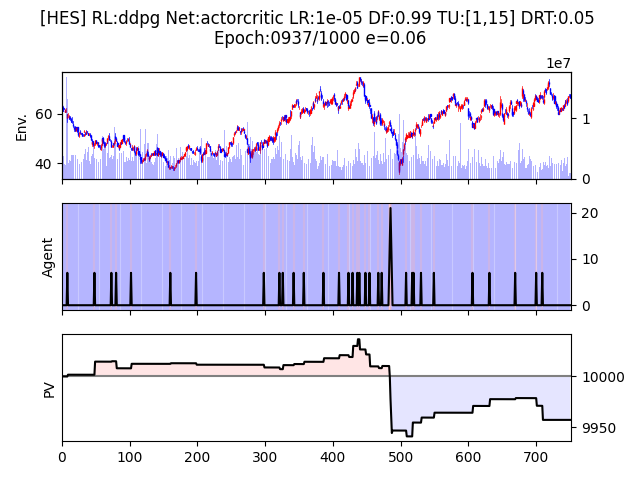 [HES] RL:ddpg Net:actorcritic LR:1e-05 DF:0.99 TU:[1,15] DRT:0.05
Epoch:0937/1000 e=0.06
1e7
Env.
60
40
1
0
Agent
20
10
0
PV
10000
9950
0 100 200 300 400 500 600 700